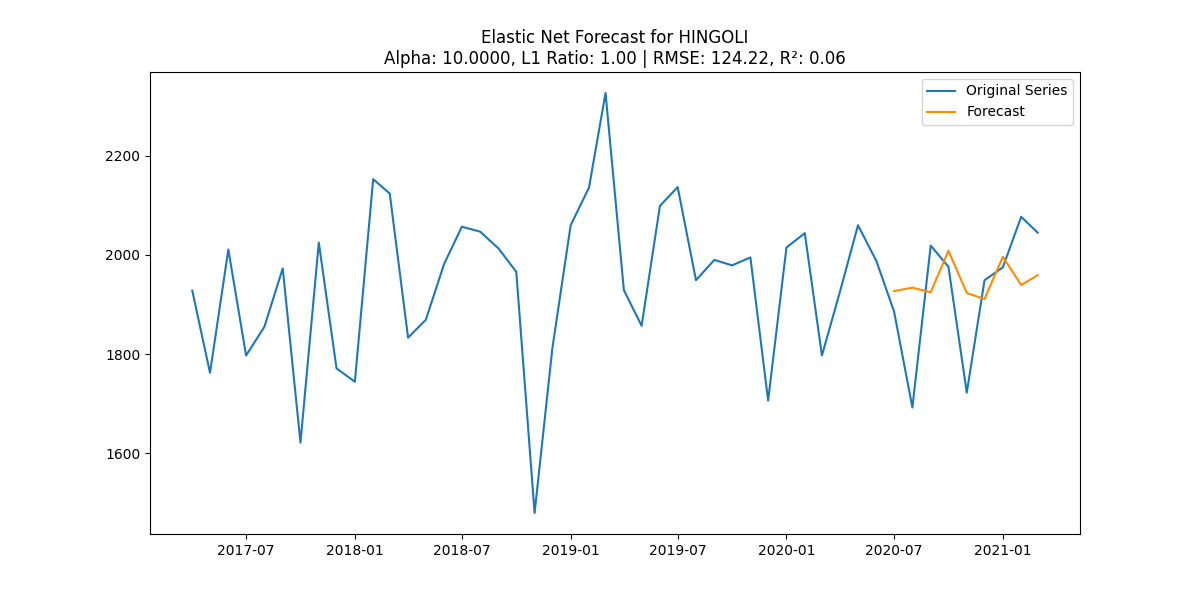 Elastic Net Forecast for HINGOLI
Alpha: 10.0000, L1 Ratio: 1.00 | RMSE: 124.22, R²: 0.06
Original Series
Forecast
2200
2000
1800
1600
2017-07 2018-01 2018-07 2019-01 2019-07 2020-01 2020-07 2021-01